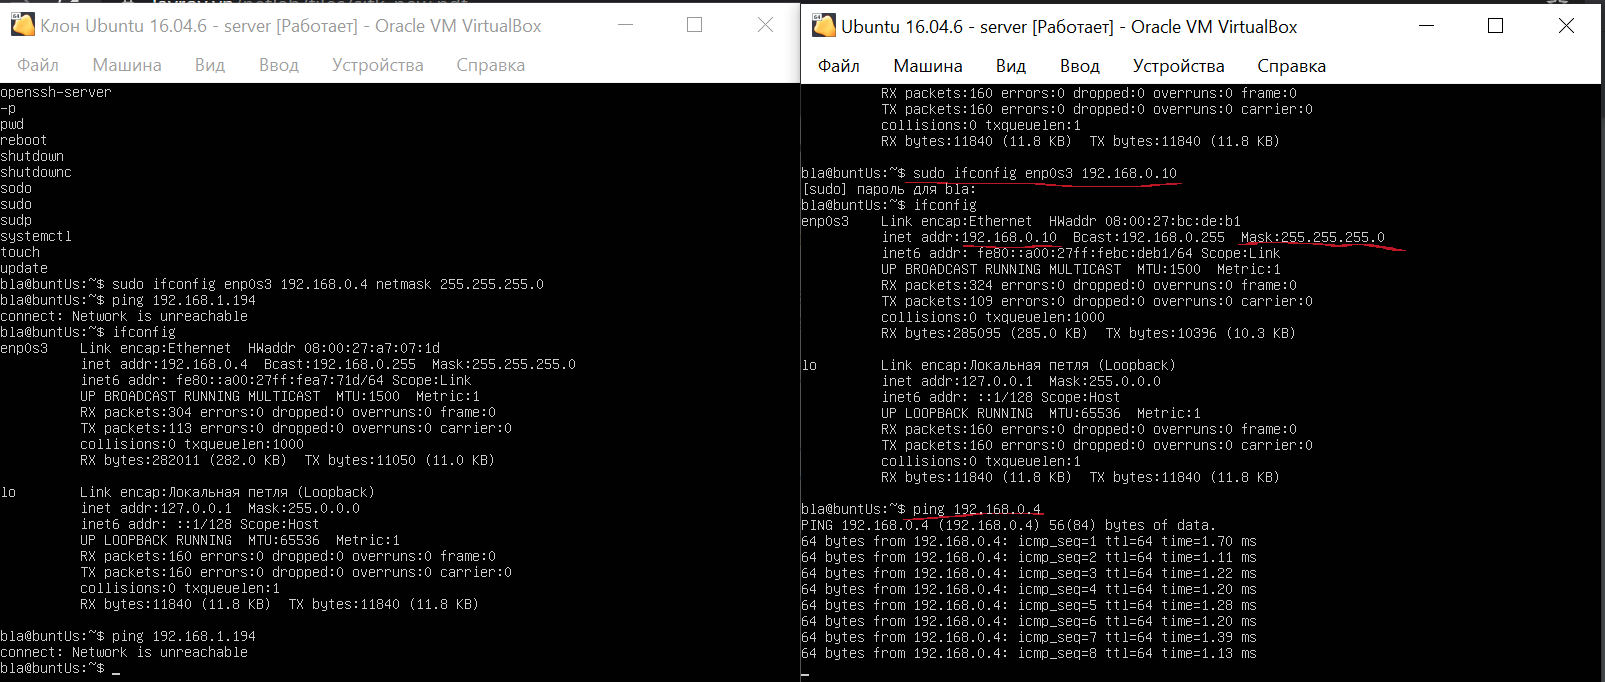 Клон Ubuntu 16.04.6 - server [Работает] - Oracle VM VirtualBox
Файл Машина Вид Ввод Устройства Справка
openssh-server
-p
pwd
reboot
shutdown
shutdownc
sodo
sudo
sudp
systemctl
touch
update
bla@buntUs:~$ sudo ifconfig enp0s3 192.168.0.4 netmask 255.255.255.0
bla@buntUs:~$ ping 192.168.1.194
connect: Network is unreachable
bla@buntUs:~$ ifconfig
enp0s3 Link encap:Ethernet HWaddr 08:00:27:a7:07:1d
inet addr:192.168.0.4 Bcast:192.168.0.255 Mask:255.255.255.0
inet6 addr: fe80::a00:27ff:fea7:71d/64 Scope:Link
UP BROADCAST RUNNING MULTICAST MTU:1500 Metric:1
RX packets:304 errors:0 dropped:0 overruns:0 frame:0
TX packets:113 errors:0 dropped:0 overruns:0 carrier:0
collisions:0 txqueuelen:1000
RX bytes:282011 (282.0 KB) TX bytes:11050 (11.0 KB)
lo Link encap:Локальная петля (Loopback)
inet addr:127.0.0.1 Mask:255.0.0.0
inet6 addr: ::1/128 Scope:Host
UP LOOPBACK RUNNING MTU:65536 Metric:1
RX packets:160 errors:0 dropped:0 overruns:0 frame:0
TX packets:160 errors:0 dropped:0 overruns:0 carrier:0
collisions:0 txqueuelen:1
RX bytes:11840 (11.8 KB) TX bytes:11840 (11.8 KB)
bla@buntUs:~$ ping 192.168.1.194
connect: Network is unreachable
bla@buntUs:~$ _
Ubuntu 16.04.6 - server [Работает] - Oracle VM VirtualBox
Файл Машина Вид Ввод Устройства Справка
RX packets:160 errors:0 dropped:0 overruns:0 frame:0
TX packets:160 errors:0 dropped:0 overruns:0 carrier:0
collisions:0 txqueuelen:1
RX bytes:11840 (11.8 KB) TX bytes:11840 (11.8 KB)
bla@buntUs:~$ sudo ifconfig enp0s3 192.168.0.10
[sudo] пароль для bla:
bla@buntUs:~$ ifconfig
enp0s3 Link encap:Ethernet HWaddr 08:00:27:bc:de:b1
inet addr:192.168.0.10 Bcast:192.168.0.255 Mask:255.255.255.0
inet6 addr: fe80::a00:27ff:febc:deb1/64 Scope:Link
UP BROADCAST RUNNING MULTICAST MTU:1500 Metric:1
RX packets:324 errors:0 dropped:0 overruns:0 frame:0
TX packets:109 errors:0 dropped:0 overruns:0 carrier:0
collisions:0 txqueuelen:1000
RX bytes:285095 (285.0 KB) TX bytes:10396 (10.3 KB)
lo Link encap:Локальная петля (Loopback)
inet addr:127.0.0.1 Mask:255.0.0.0
inet6 addr: ::1/128 Scope:Host
UP LOOPBACK RUNNING MTU:65536 Metric:1
RX packets:160 errors:0 dropped:0 overruns:0 frame:0
TX packets:160 errors:0 dropped:0 overruns:0 carrier:0
collisions:0 txqueuelen:1
RX bytes:11840 (11.8 KB) TX bytes:11840 (11.8 KB)
bla@buntUs:~$ ping 192.168.0.4
PING 192.168.0.4 (192.168.0.4) 56(84) bytes of data.
64 bytes from 192.168.0.4: icmp_seq=1 ttl=64 time=1.70 ms
64 bytes from 192.168.0.4: icmp_seq=2 ttl=64 time=1.11 ms
64 bytes from 192.168.0.4: icmp_seq=3 ttl=64 time=1.22 ms
64 bytes from 192.168.0.4: icmp_seq=4 ttl=64 time=1.20 ms
64 bytes from 192.168.0.4: icmp_seq=5 ttl=64 time=1.28 ms
64 bytes from 192.168.0.4: icmp_seq=6 ttl=64 time=1.20 ms
64 bytes from 192.168.0.4: icmp_seq=7 ttl=64 time=1.39 ms
64 bytes from 192.168.0.4: icmp_seq=8 ttl=64 time=1.13 ms